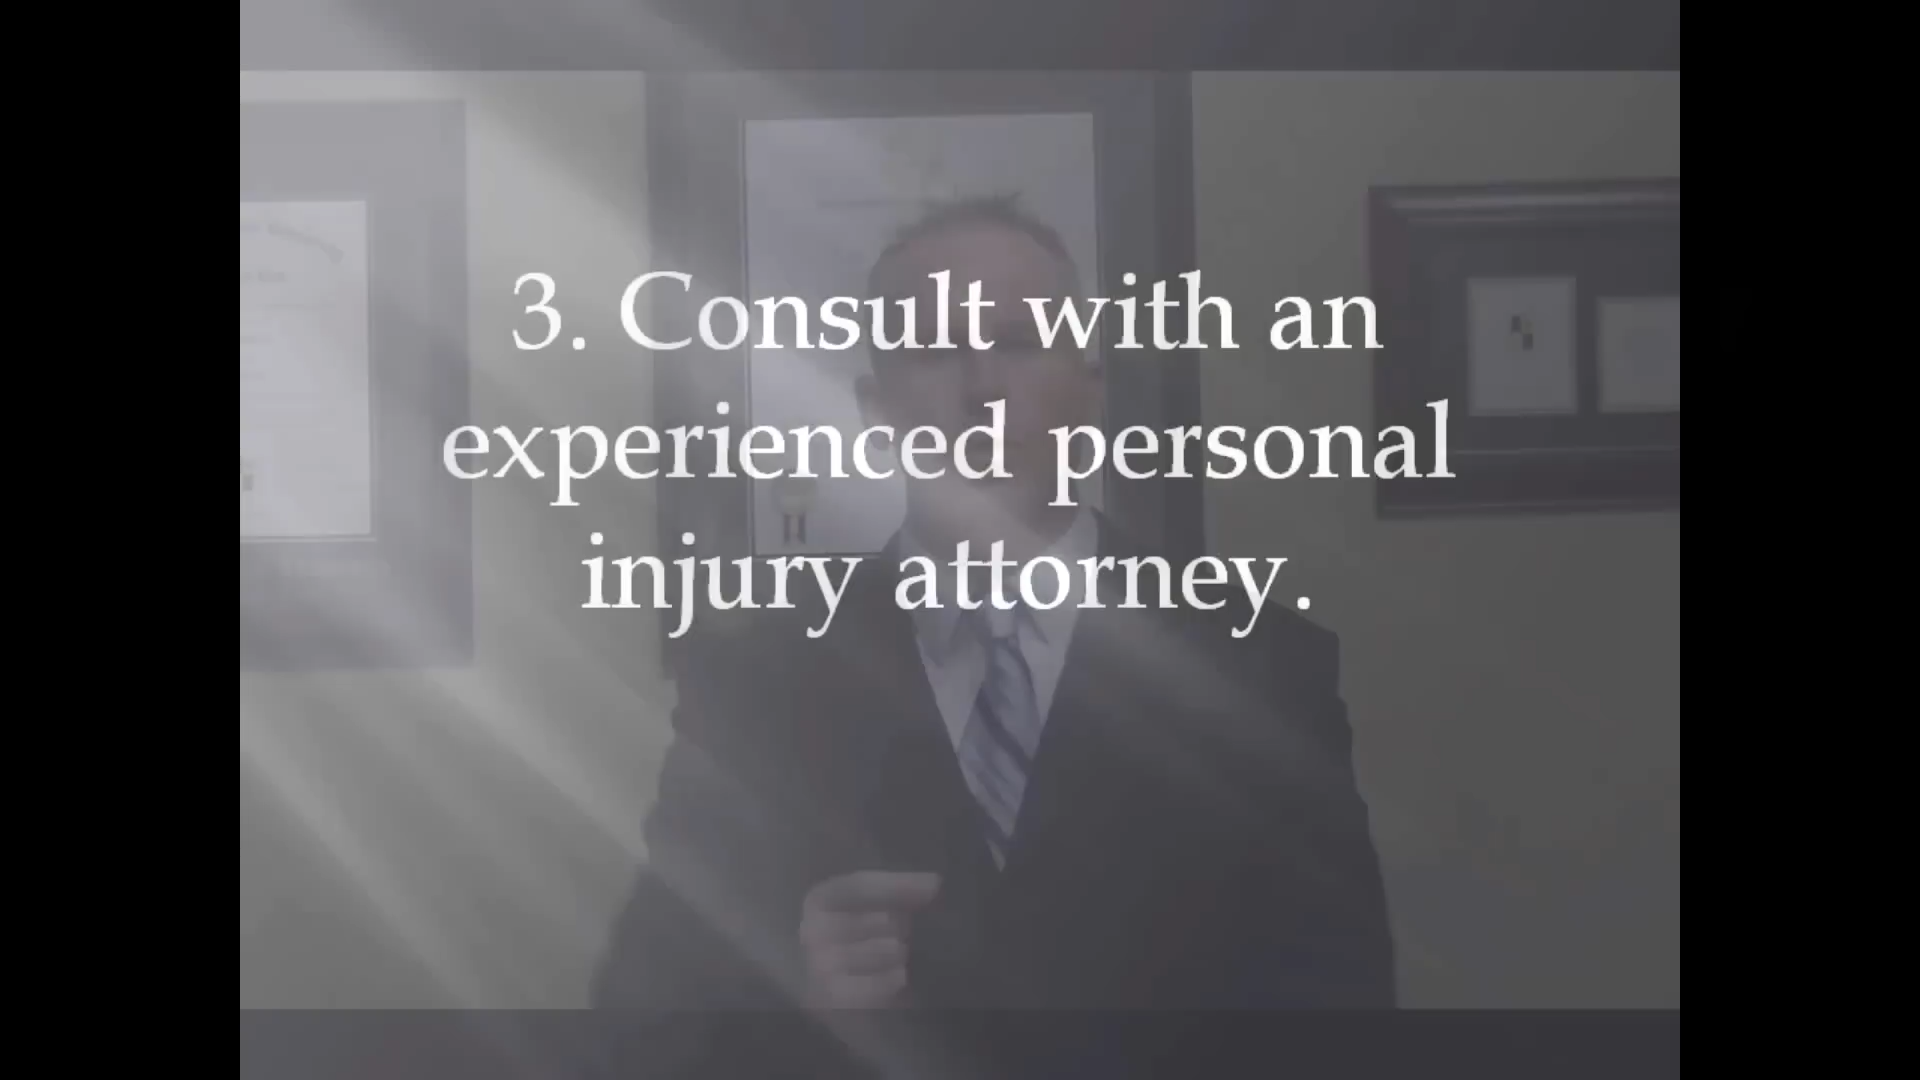 3. Consult with an
experienced personal
injury attorney.